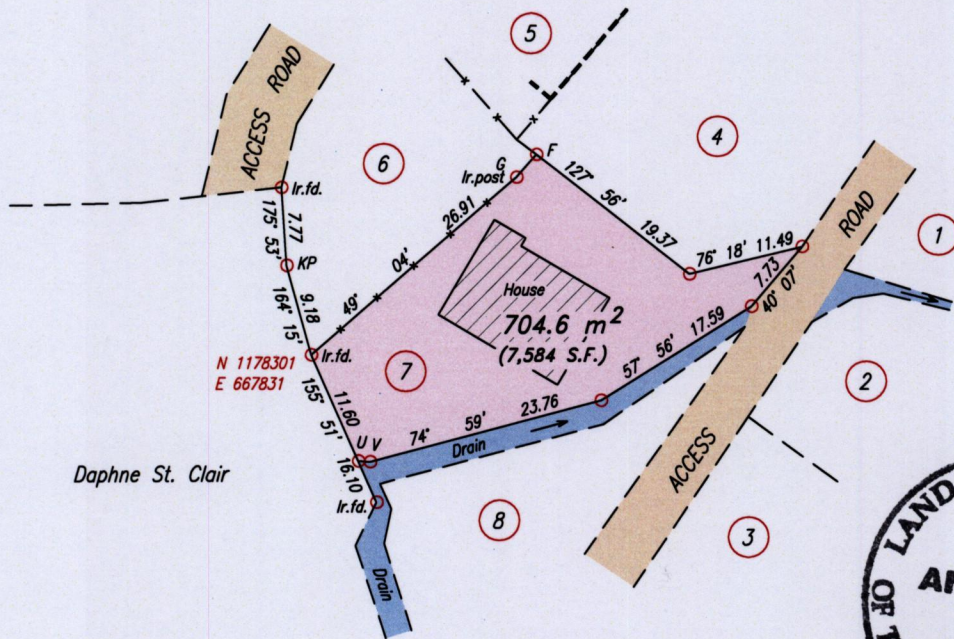 5
ACCESS ROAD
6
4
F
G
Ir.post
127° 56' 19.37
Ir.fd.
26.91
7.77
175° 53'
KP
1
ROAD
76° 18' 11.49
04'
49°
9.18
164° 15'
7.73
40° 07'
House
704.6 m²
(7,584 S.F.)
57° 56' 17.59
N 1178301
E 667831
Ir.fd.
7
2
11.60
155° 51'
74° 59' 23.76
U V
Drain
16.10
Daphne St. Clair
ACCESS
Ir.fd.
8
3
LAND
OF
Drain